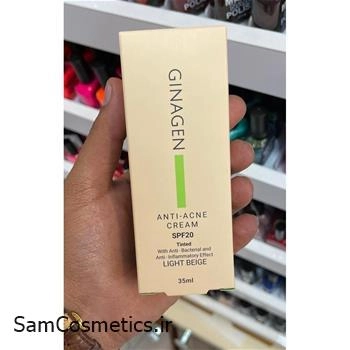 GINAGEN
ANTI-ACNE
CREAM
SPF20
Tinted
With Anti - Bacterial and
Anti - Inflammatory Effect
LIGHT BEIGE
35ml
SamCosmetics.ir